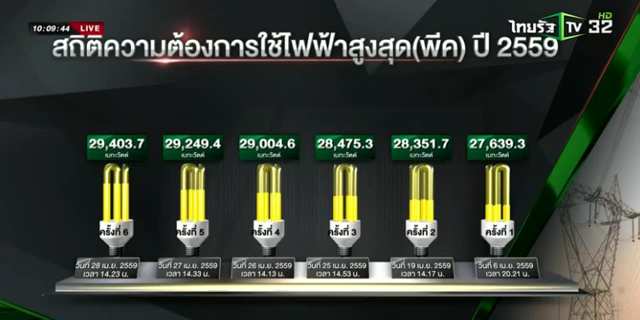 10:09:44 LIVE
ไทยรัฐ TV HD 32
สถิติความต้องการใช้ไฟฟ้าสูงสุด(พีค) ปี 2559
29,403.7 29,249.4 29,004.6 28,475.3 28,351.7 27,639.3
เมกะวัตต์ เมกะวัตต์ เมกะวัตต์ เมกะวัตต์ เมกะวัตต์ เมกะวัตต์
ครั้งที่ 6 ครั้งที่ 5 ครั้งที่ 4 ครั้งที่ 3 ครั้งที่ 2 ครั้งที่ 1
วันที่ 28 เม.ย. 2559 วันที่ 27 เม.ย. 2559 วันที่ 26 เม.ย. 2559 วันที่ 25 เม.ย. 2559 วันที่ 19 เม.ย. 2559 วันที่ 6 เม.ย. 2559
เวลา 14.23 น. เวลา 14.33 น. เวลา 14.13 น. เวลา 14.53 น. เวลา 14.17 น. เวลา 20.21 น.